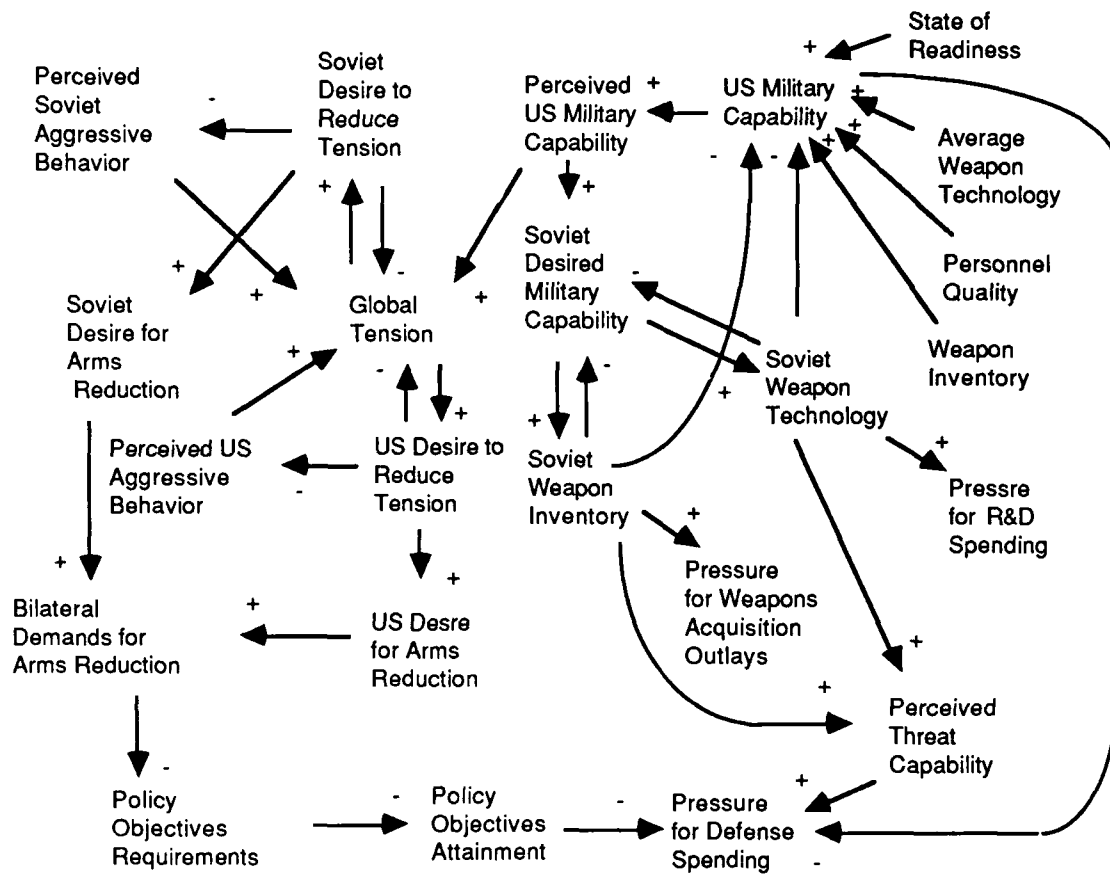 State of
Readiness
+
Perceived
Soviet
Aggressive
Behavior
-
Soviet
Desire to
Reduce
Tension
+
Perceived
US Military
Capability
+
US Military
Capability
+
+
+
+
-
-
Average
Weapon
Technology
Personnel
Quality
Weapon
Inventory
+
Soviet
Desired
Military
Capability
-
+
-
+
Soviet
Desire for
Arms
Reduction
+
+
-
Global
Tension
+
-
+
Soviet
Weapon
Technology
+
Perceived US
Aggressive
Behavior
-
US Desire to
Reduce
Tension
+
Soviet
Weapon
Inventory
+
Pressre
for R&D
Spending
+
Pressure
for Weapons
Acquisition
Outlays
+
Bilateral
Demands for
Arms Reduction
+
US Desre
for Arms
Reduction
+
+
Perceived
Threat
Capability
-
Policy
Objectives
Requirements
-
Policy
Objectives
Attainment
-
+
Pressure
for Defense
Spending
-